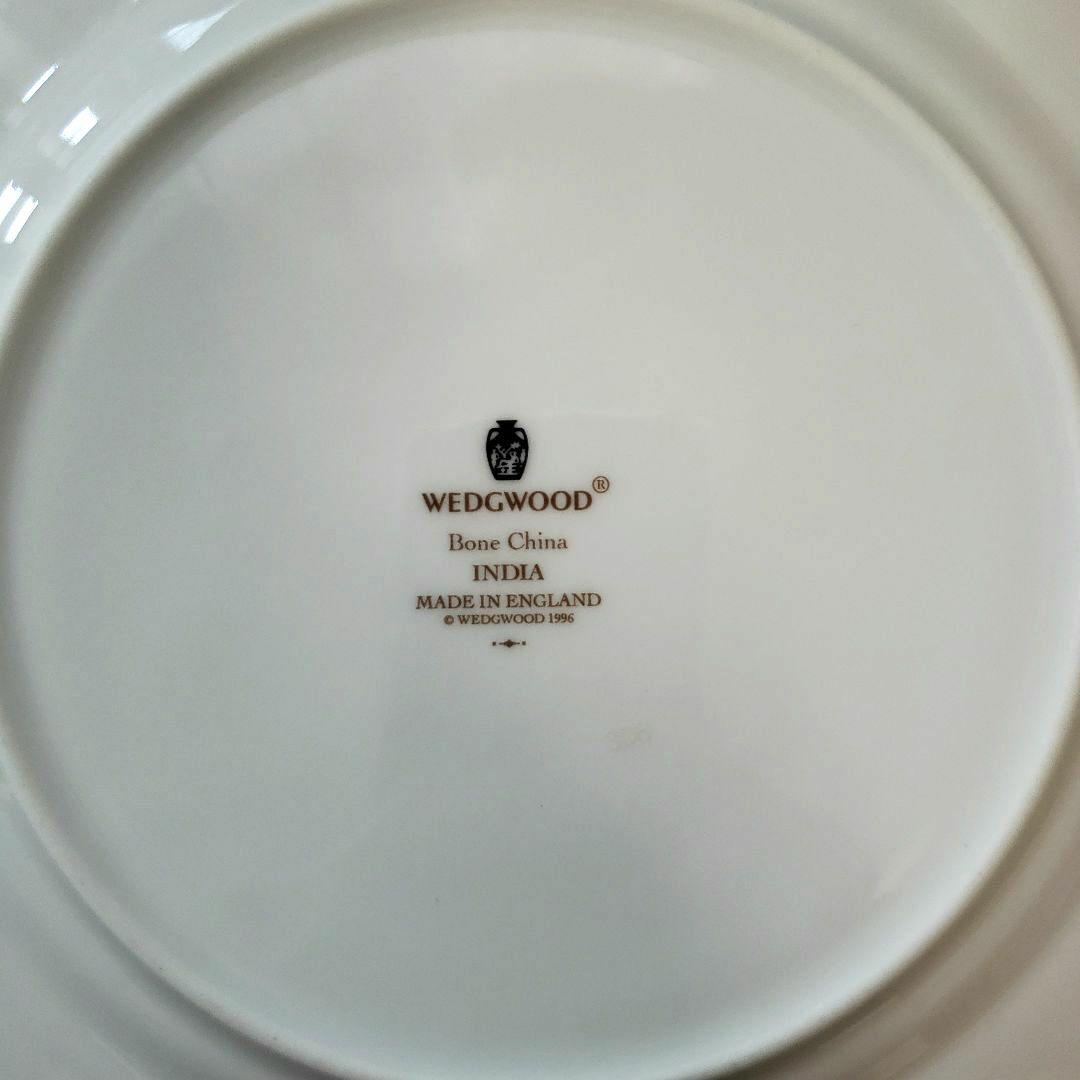 WEDGWOOD®
Bone China
INDIA
MADE IN ENGLAND
© WEDGWOOD 1996